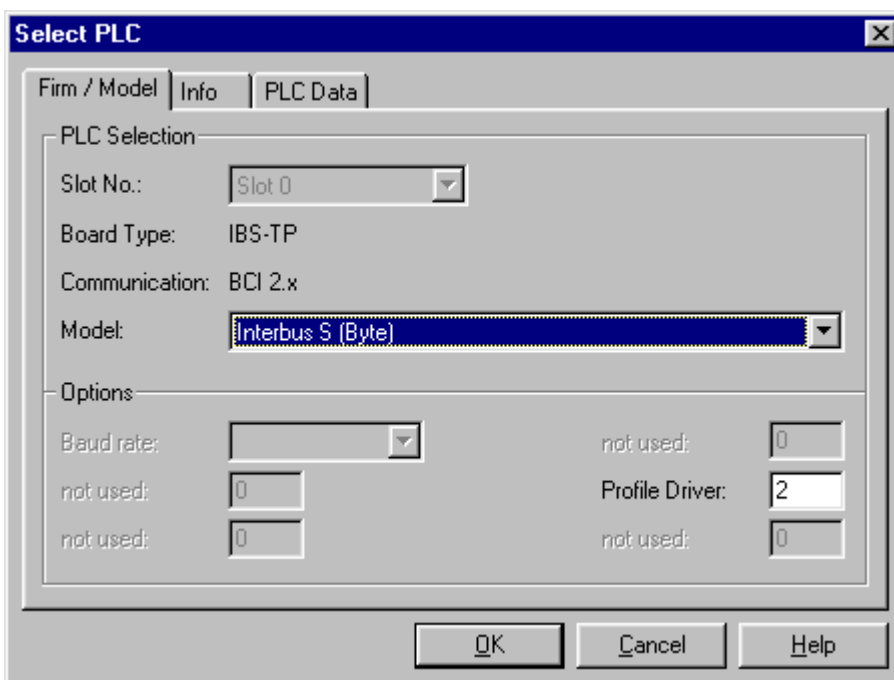 Select PLC
Firm / Model Info PLC Data
PLC Selection
Slot No.: Slot 0
Board Type: IBS-TP
Communication: BCI 2.x
Model: Interbus S (Byte)
Options
Baud rate: not used: 0
not used: 0 Profile Driver: 2
not used: 0 not used: 0
OK Cancel Help